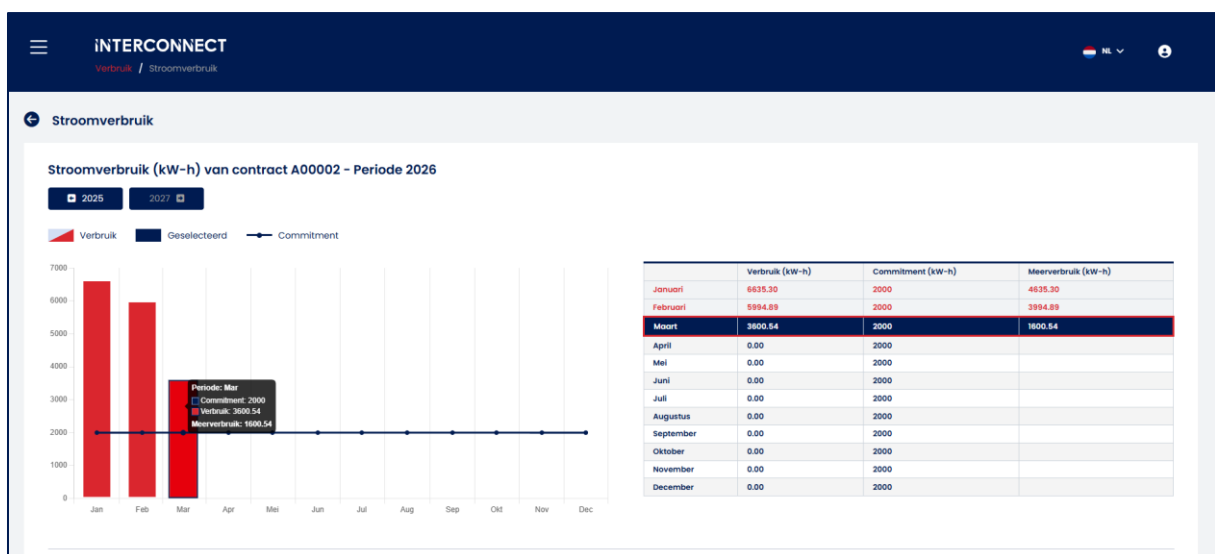 INTERCONNECT
NL
Verbruik / Stroomverbruik
Stroomverbruik
Stroomverbruik (kW-h) van contract A00002 - Periode 2026
2025
2027
Verbruik Geselecteerd Commitment
7000
6000
5000
4000
3000
2000
1000
0
Periode: Mar
Commitment: 2000
Verbruik: 3600.54
Meerverbruik: 1600.54
Jan Feb Mar Apr Mei Jun Jul Aug Sep Okt Nov Dec
Verbruik (kW-h) Commitment (kW-h) Meerverbruik (kW-h)
Januari 6635.30 2000 4635.30
Februari 5994.89 2000 3994.89
Maart 3600.54 2000 1600.54
April 0.00 2000
Mei 0.00 2000
Juni 0.00 2000
Juli 0.00 2000
Augustus 0.00 2000
September 0.00 2000
Oktober 0.00 2000
November 0.00 2000
December 0.00 2000